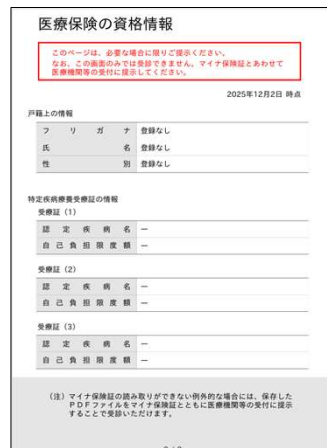 医療保険の資格情報
このページは、必要な場合に限りご提示ください。
なお、この画面のみでは受診できません。マイナ保険証とあわせて
医療機関等の受付に提示してください。
2025年12月2日 時点
戸籍上の情報
フリガナ 登録なし
氏名 登録なし
性別 登録なし
特定疾病療養受療証の情報
受療証（1）
認定疾病名 ー
自己負担限度額 ー
受療証（2）
認定疾病名 ー
自己負担限度額 ー
受療証（3）
認定疾病名 ー
自己負担限度額 ー
（注）マイナ保険証の読み取りができない例外的な場合には、保存した
ＰＤＦファイルをマイナ保険証とともに医療機関等の受付に提示
することで受診いただけます。